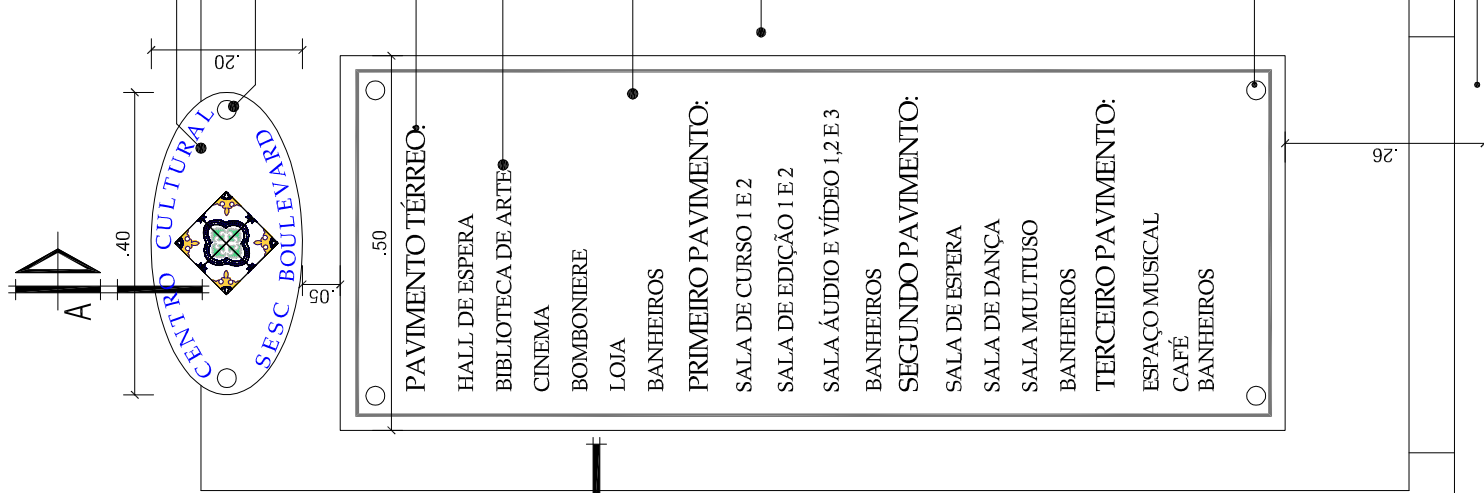 .20
CENTRO CULTURAL
SESC BOULEVARD
.40
A
.05
.50
PAVIMENTO TÉRREO:
HALL DE ESPERA
BIBLIOTECA DE ARTE
CINEMA
BOMBONIERE
LOJA
BANHEIROS
PRIMEIRO PAVIMENTO:
SALA DE CURSO 1 E 2
SALA DE EDIÇÃO 1 E 2
SALA ÁUDIO E VÍDEO 1,2 E 3
BANHEIROS
SEGUNDO PAVIMENTO:
SALA DE ESPERA
SALA DE DANÇA
SALA MULTIUSO
BANHEIROS
TERCEIRO PAVIMENTO:
ESPAÇO MUSICAL
CAFÉ
BANHEIROS
.26